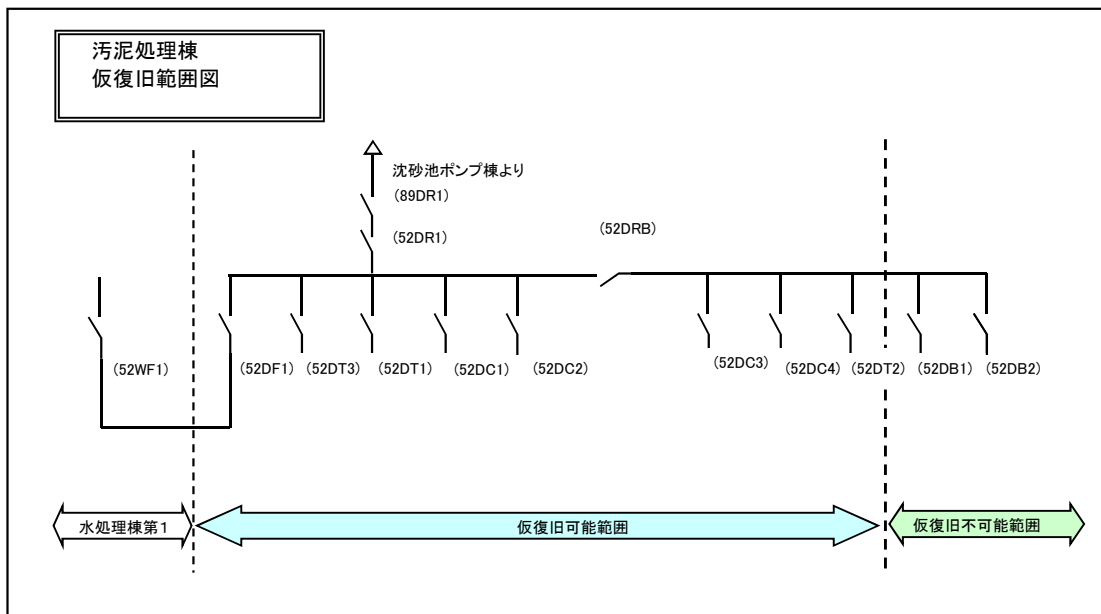 汚泥処理棟
仮復旧範囲図
沈砂池ポンプ棟より
(89DR1)
(52DR1)
(52DRB)
(52WF1)
(52DF1)
(52DT3)
(52DT1)
(52DC1)
(52DC2)
(52DC3)
(52DC4)
(52DT2)
(52DB1)
(52DB2)
水処理棟第1
仮復旧可能範囲
仮復旧不可能範囲